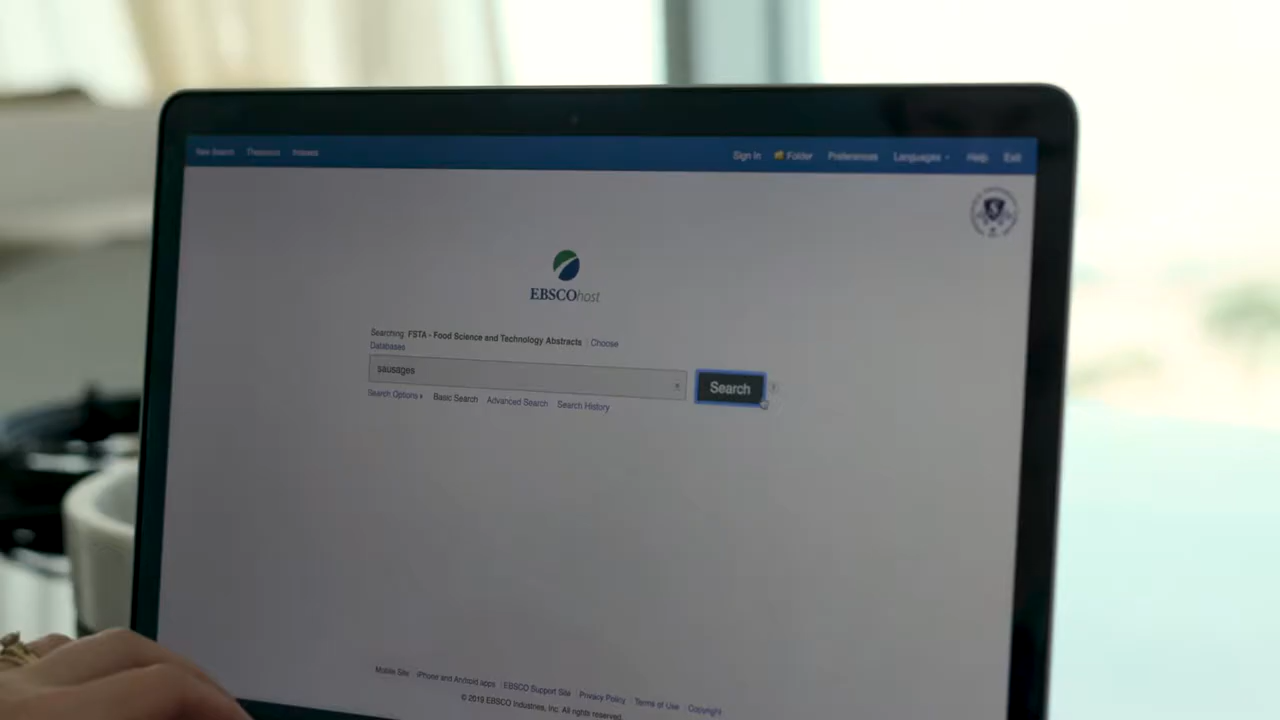 New Search Thesaurus Indexes
Sign In Folder Preferences Languages Help Exit
EBSCOhost
Searching: FSTA - Food Science and Technology Abstracts Choose
Databases
sausages
Search
Search Options Basic Search Advanced Search Search History
Mobile Site iPhone and Android apps EBSCO Support Site Privacy Policy Terms of Use Copyright
© 2019 EBSCO Industries, Inc. All rights reserved.